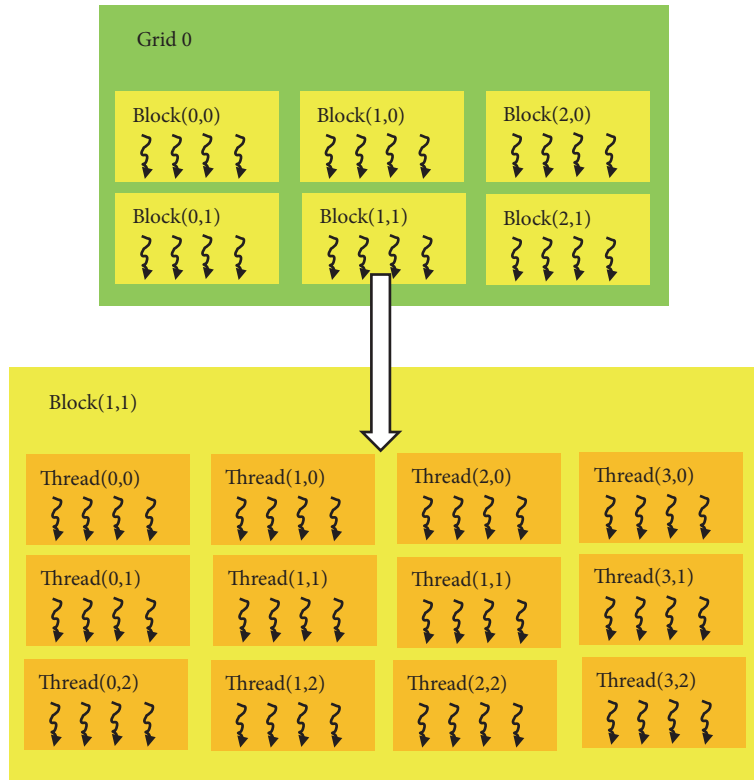 Grid 0
Block(0,0) Block(1,0) Block(2,0)
Block(0,1) Block(1,1) Block(2,1)
Block(1,1)
Thread(0,0) Thread(1,0) Thread(2,0) Thread(3,0)
Thread(0,1) Thread(1,1) Thread(1,1) Thread(3,1)
Thread(0,2) Thread(1,2) Thread(2,2) Thread(3,2)